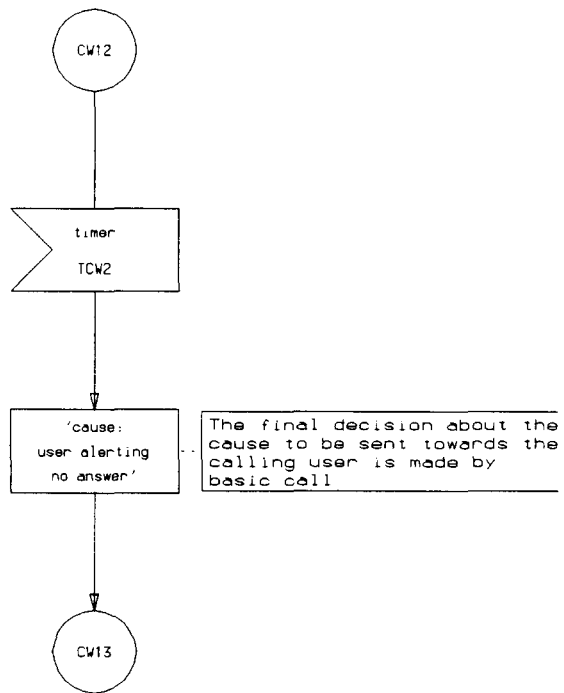 CW12
timer
TCW2
'cause:
user alerting
no answer'
The final decision about the
cause to be sent towards the
calling user is made by
basic call
CW13